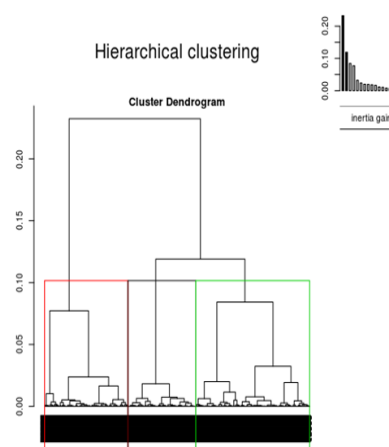 Hierarchical clustering
0.00 0.10 0.20
inertia gain
Cluster Dendrogram
0.00 0.05 0.10 0.15 0.20